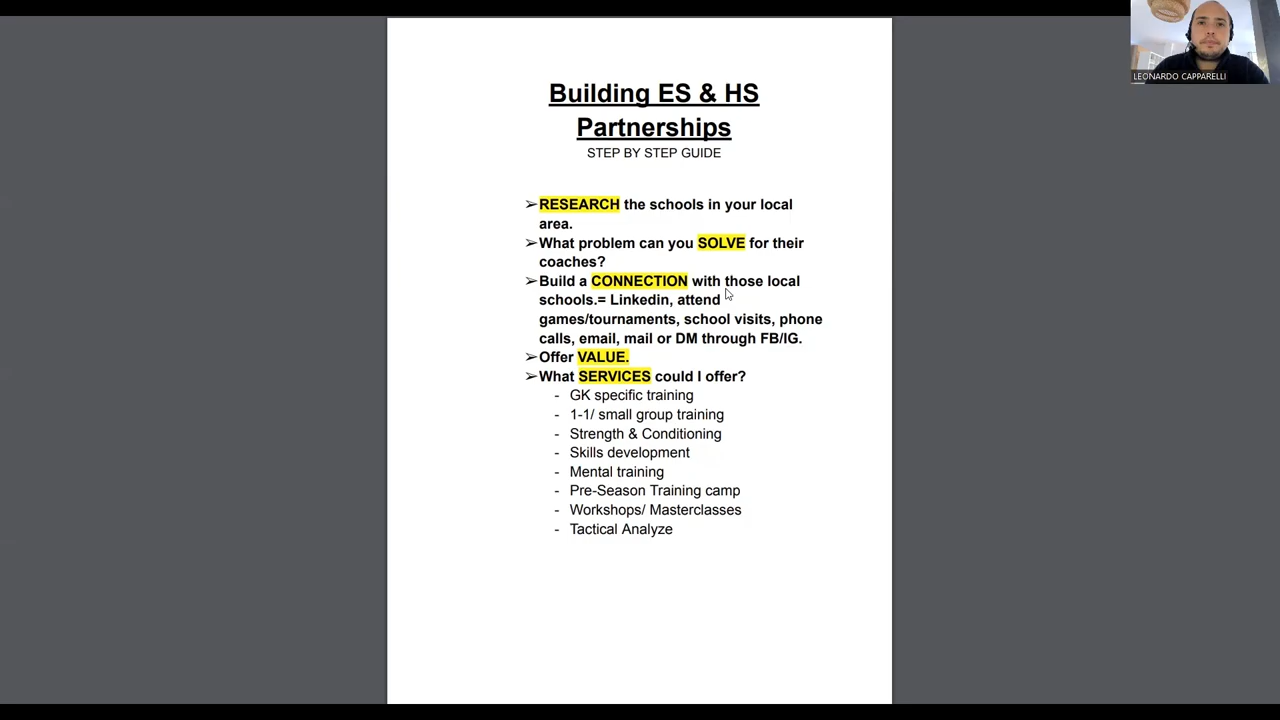 LEONARDO CAPPARELLI
Building ES & HS
Partnerships
STEP BY STEP GUIDE
➢RESEARCH the schools in your local
area.
➢What problem can you SOLVE for their
coaches?
➢Build a CONNECTION with those local
schools.= Linkedin, attend
games/tournaments, school visits, phone
calls, email, mail or DM through FB/IG.
➢Offer VALUE.
➢What SERVICES could I offer?
- GK specific training
- 1-1/ small group training
- Strength & Conditioning
- Skills development
- Mental training
- Pre-Season Training camp
- Workshops/ Masterclasses
- Tactical Analyze